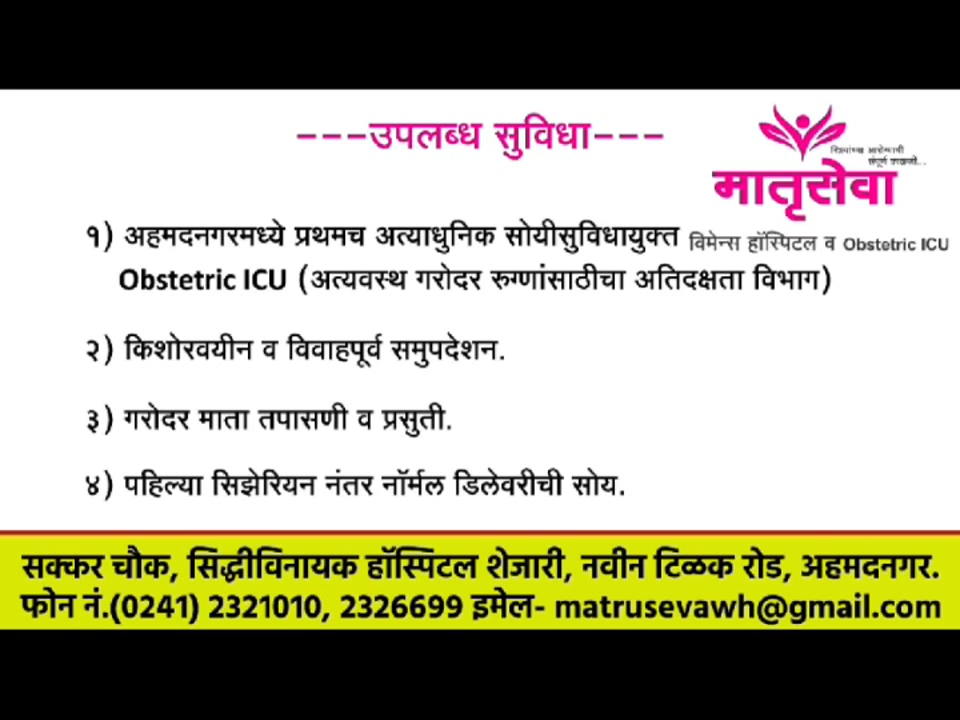 ---उपलब्ध सुविधा---
स्त्रियांच्या आरोग्याची
संपूर्ण काळजी..
मातृसेवा
विमेन्स हॉस्पिटल व Obstetric ICU
१) अहमदनगरमध्ये प्रथमच अत्याधुनिक सोयीसुविधायुक्त
Obstetric ICU (अत्यवस्थ गरोदर रुग्णांसाठीचा अतिदक्षता विभाग)
२) किशोरवयीन व विवाहपूर्व समुपदेशन.
३) गरोदर माता तपासणी व प्रसुती.
४) पहिल्या सिझेरियन नंतर नॉर्मल डिलेवरीची सोय.
सक्कर चौक, सिद्धीविनायक हॉस्पिटल शेजारी, नवीन टिळक रोड, अहमदनगर.
फोन नं.(0241) 2321010, 2326699 इमेल- matrusevawh@gmail.com